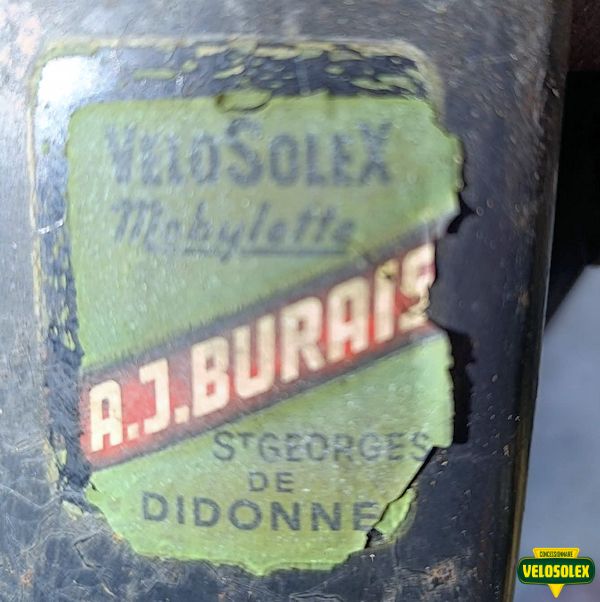 VELOSOLEX
Mobylette
A.J.BURAIS
ST GEORGES
DE
DIDONNE
CONCESSIONNAIRE
VELOSOLEX